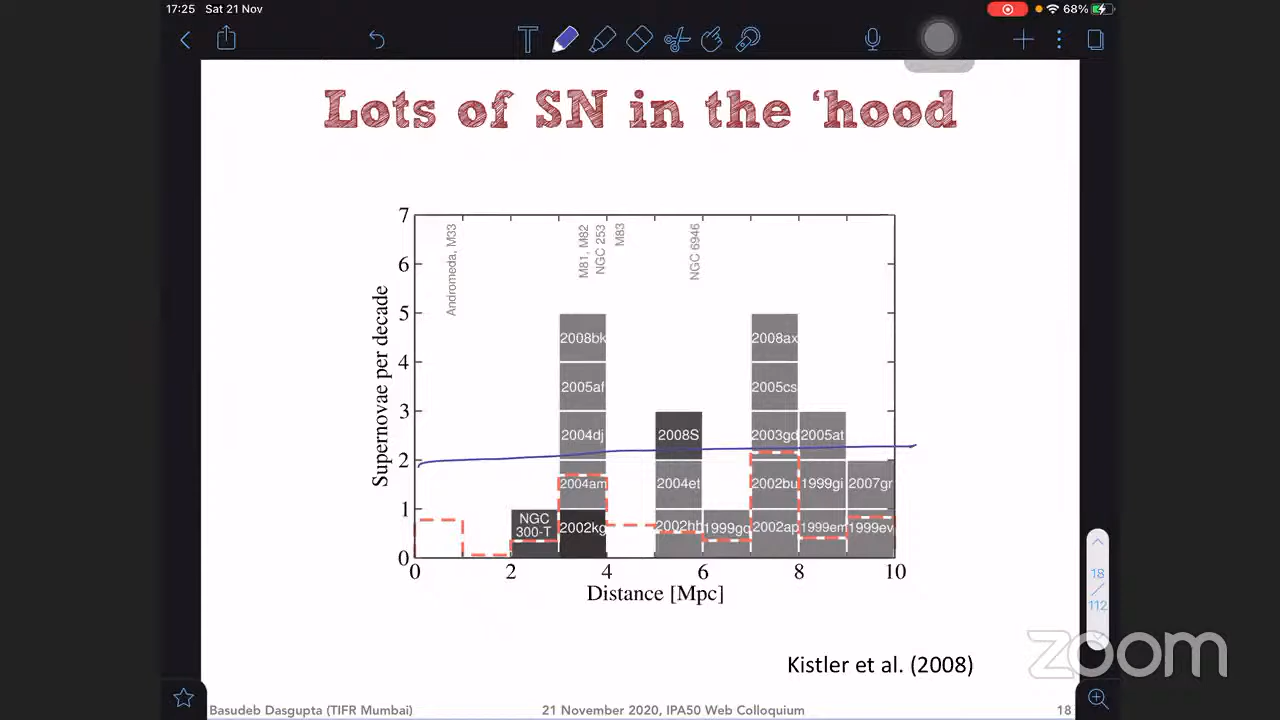 17:25 Sat 21 Nov
68%
Lots of SN in the ‘hood
Supernovae per decade
7
6
5
4
3
2
1
0
Andromeda, M33
M81, M82
NGC 253
M83
NGC 6946
2008bk
2008ax
2005af
2005cs
2004dj
2008S
2003gd
2005at
2004am
2004et
2002bu
1999gi
2007gr
NGC
300-T
2002kg
2002hh
1999gq
2002ap
1999em
1999ev
0 2 4 6 8 10
Distance [Mpc]
18
/
112
Kistler et al. (2008)
zoom
Basudeb Dasgupta (TIFR Mumbai) 21 November 2020, IPA50 Web Colloquium 18